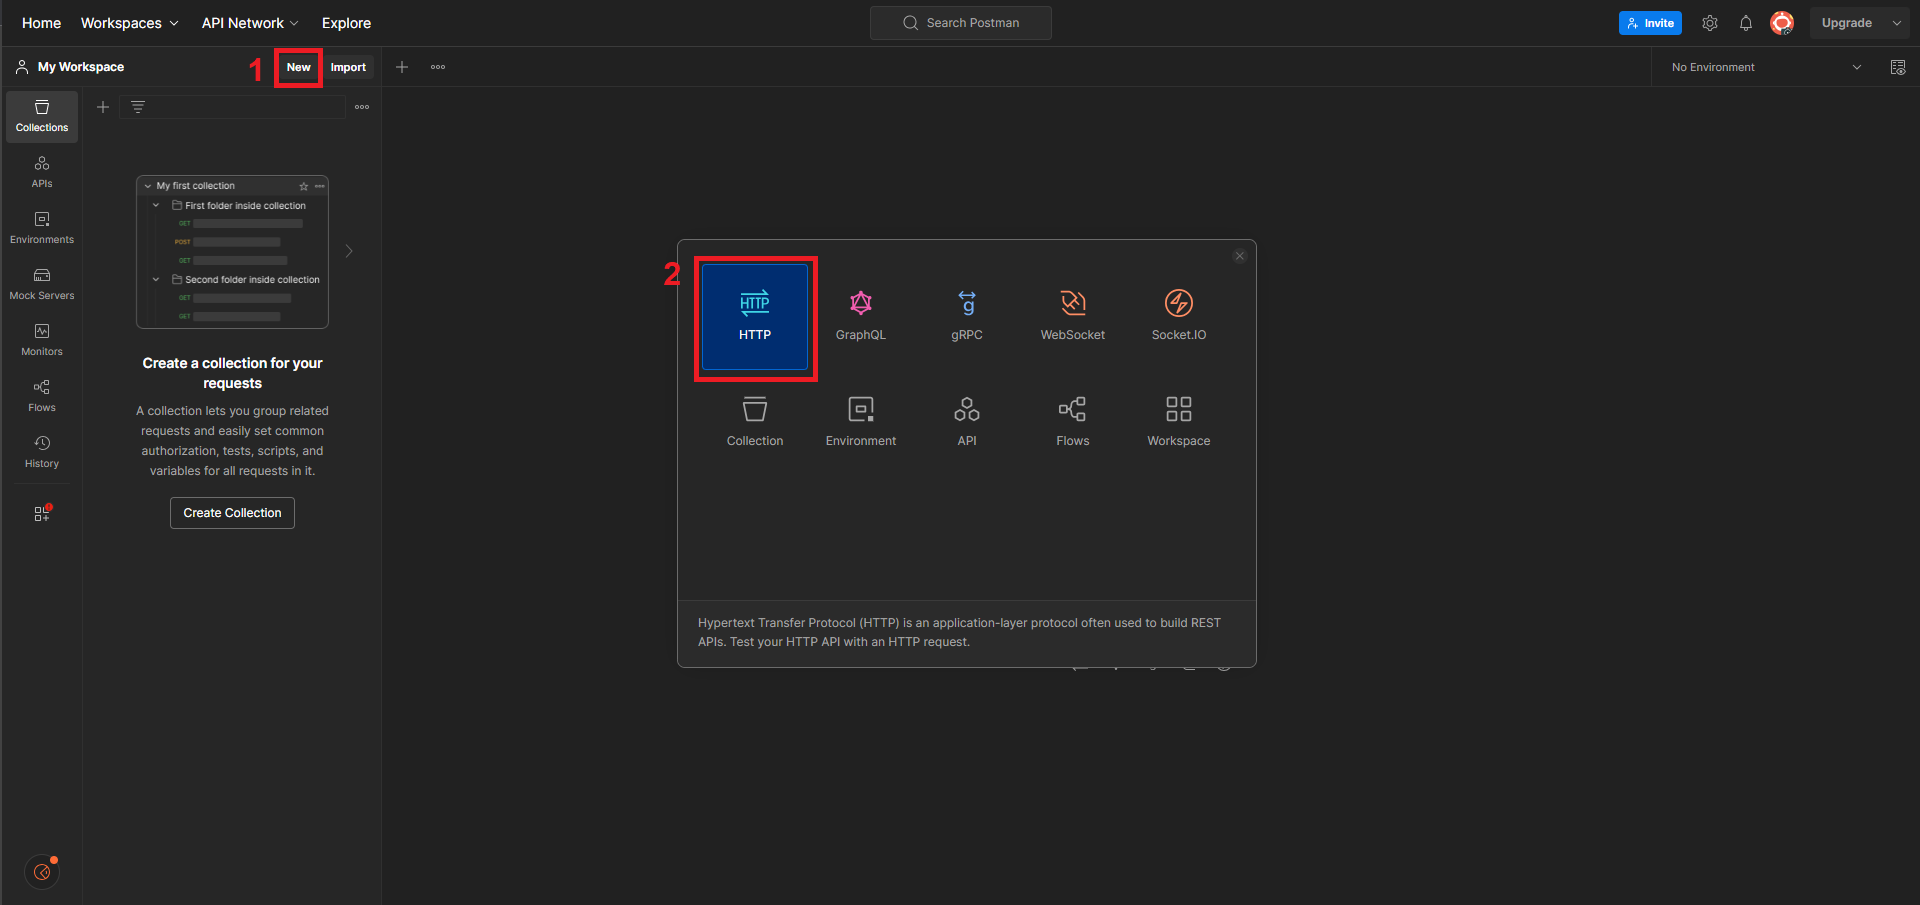 Home Workspaces API Network Explore
Search Postman
Invite
Upgrade
My Workspace
1
New
Import
No Environment
Collections
APIs
Environments
Mock Servers
Monitors
Flows
History
My first collection
First folder inside collection
GET
POST
GET
Second folder inside collection
GET
GET
Create a collection for your
requests
A collection lets you group related
requests and easily set common
authorization, tests, scripts, and
variables for all requests in it.
Create Collection
2
HTTP
HTTP
GraphQL
g
gRPC
WebSocket
Socket.IO
Collection
Environment
API
Flows
Workspace
Hypertext Transfer Protocol (HTTP) is an application-layer protocol often used to build REST
APIs. Test your HTTP API with an HTTP request.